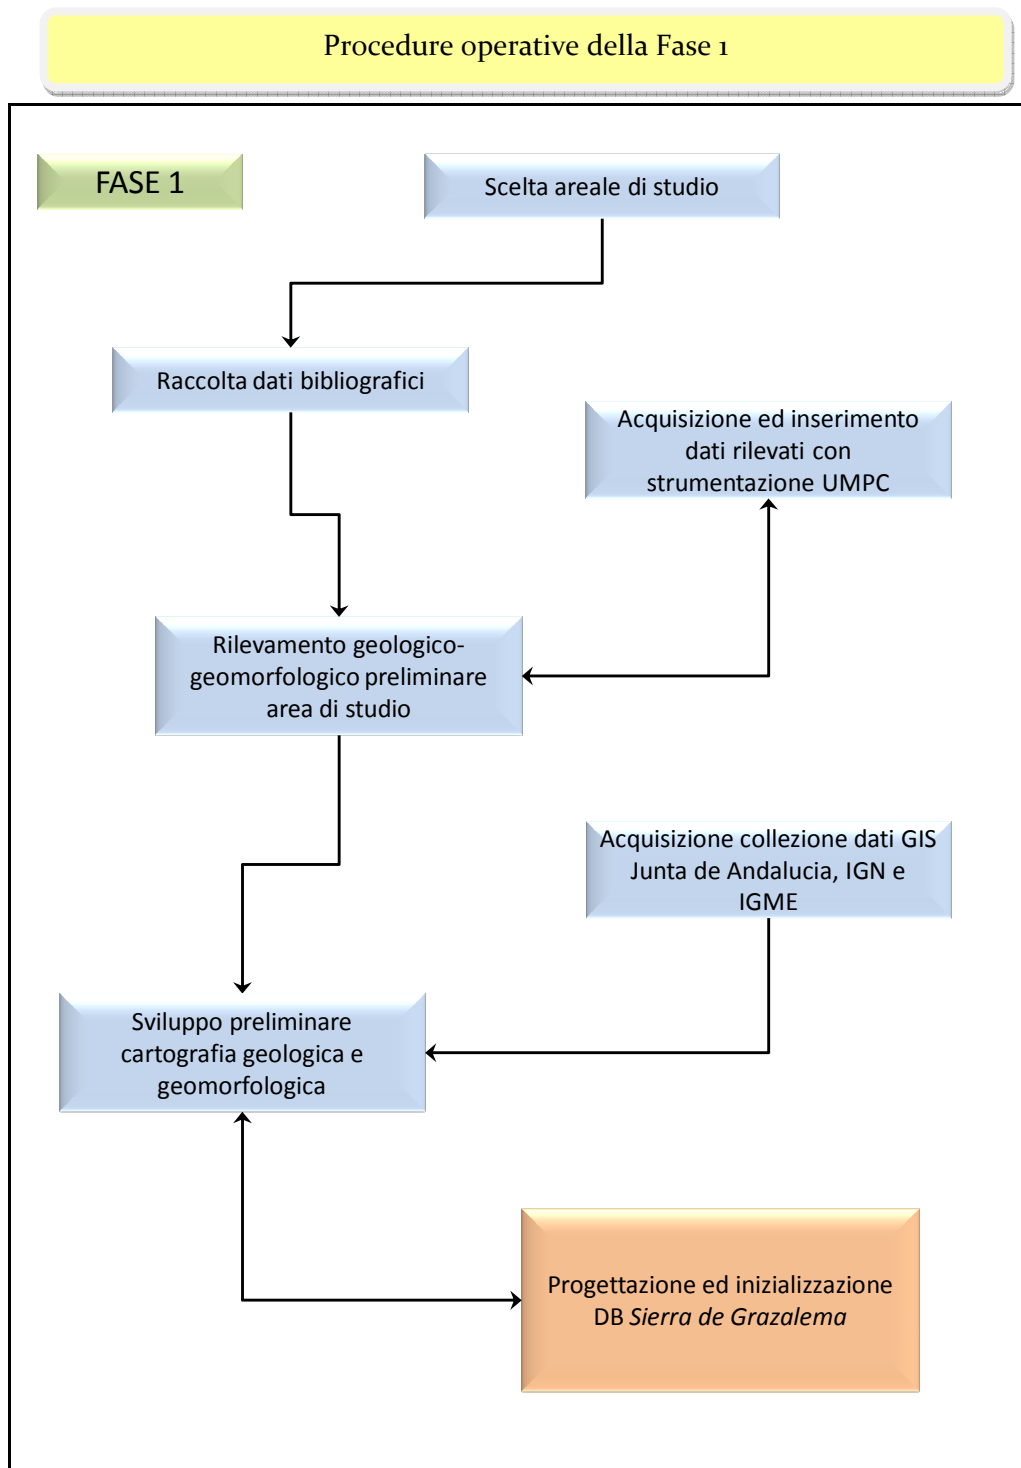 Procedure operative della Fase 1
FASE 1
Scelta areale di studio
Raccolta dati bibliografici
Acquisizione ed inserimento
dati rilevati con
strumentazione UMPC
Rilevamento geologico-
geomorfologico preliminare
area di studio
Acquisizione collezione dati GIS
Junta de Andalucia, IGN e
IGME
Sviluppo preliminare
cartografia geologica e
geomorfologica
Progettazione ed inizializzazione
DB Sierra de Grazalema